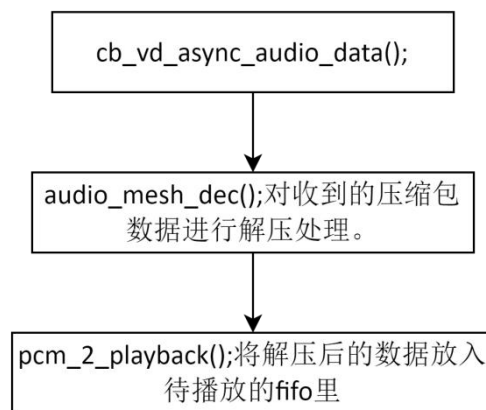 cb_vd_async_audio_data();
audio_mesh_dec();对收到的压缩包
数据进行解压处理。
pcm_2_playback();将解压后的数据放入
待播放的fifo里